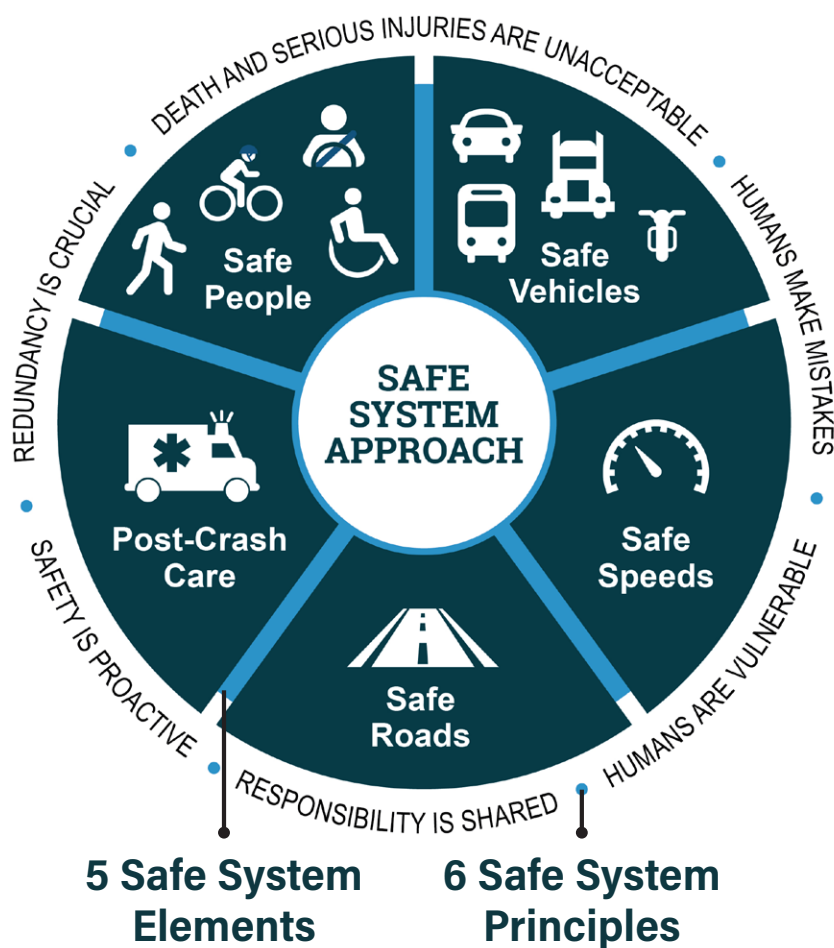 DEATH AND SERIOUS INJURIES ARE UNACCEPTABLE
HUMANS MAKE MISTAKES
HUMANS ARE VULNERABLE
RESPONSIBILITY IS SHARED
SAFETY IS PROACTIVE
REDUNDANCY IS CRUCIAL
Safe
People
Safe
Vehicles
SAFE
SYSTEM
APPROACH
Post-Crash
Care
Safe
Speeds
Safe
Roads
5 Safe System
Elements
6 Safe System
Principles